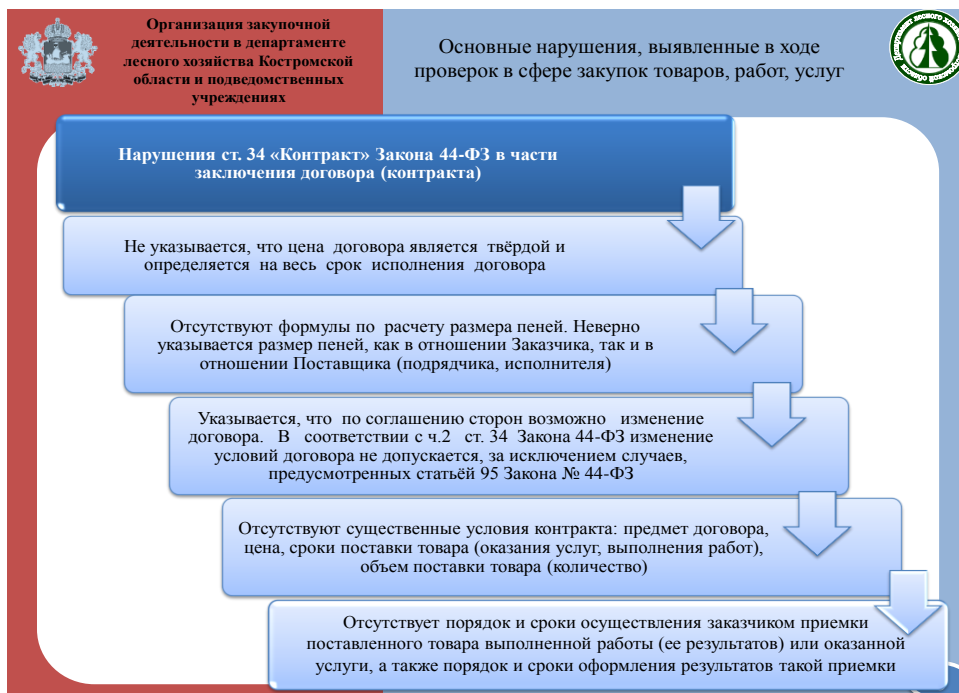 Организация закупочной
деятельности в департаменте
лесного хозяйства Костромской
области и подведомственных
учреждениях
Основные нарушения, выявленные в ходе
проверок в сфере закупок товаров, работ, услуг
Департамент лесного хозяйства Костромской области
Нарушения ст. 34 «Контракт» Закона 44-ФЗ в части
заключения договора (контракта)
Не указывается, что цена договора является твёрдой и
определяется на весь срок исполнения договора
Отсутствуют формулы по расчету размера пеней. Неверно
указывается размер пеней, как в отношении Заказчика, так и в
отношении Поставщика (подрядчика, исполнителя)
Указывается, что по соглашению сторон возможно изменение
договора. В соответствии с ч.2 ст. 34 Закона 44-ФЗ изменение
условий договора не допускается, за исключением случаев,
предусмотренных статьёй 95 Закона № 44-ФЗ
Отсутствуют существенные условия контракта: предмет договора,
цена, сроки поставки товара (оказания услуг, выполнения работ),
объем поставки товара (количество)
Отсутствует порядок и сроки осуществления заказчиком приемки
поставленного товара выполненной работы (ее результатов) или оказанной
услуги, а также порядок и сроки оформления результатов такой приемки